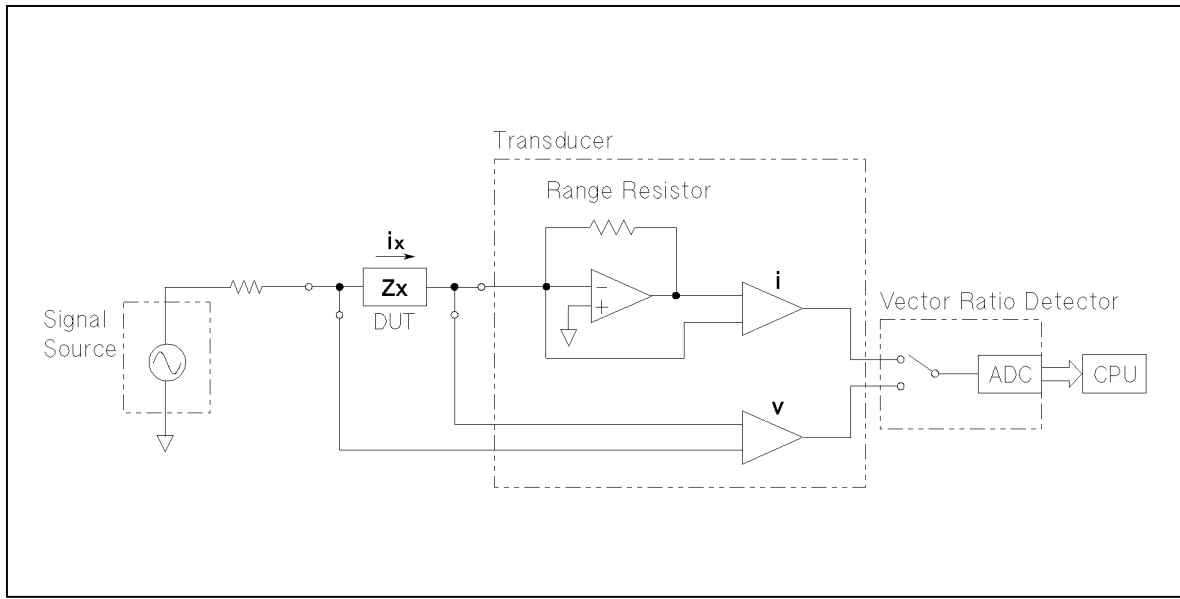 Transducer
Range Resistor
ix
Zx
DUT
Signal
Source
−
+
i
v
Vector Ratio Detector
ADC
CPU